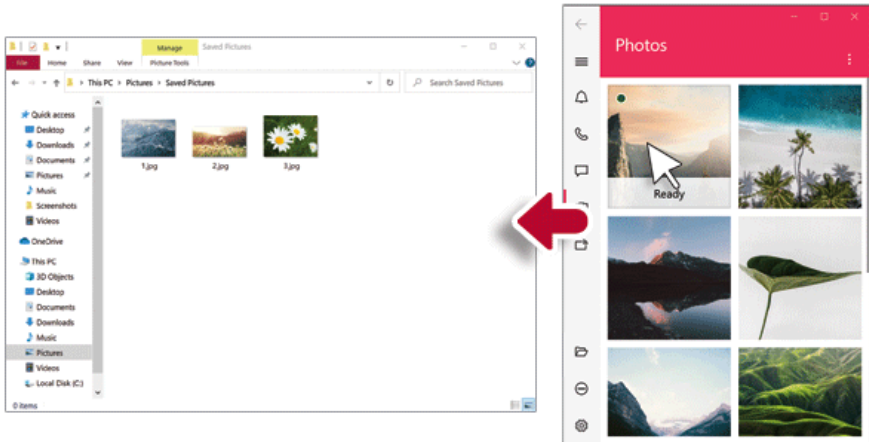 Manage
Saved Pictures
File
Home
Share
View
Picture Tools
This PC
Pictures
Saved Pictures
Search Saved Pictures
Quick access
Desktop
Downloads
Documents
Pictures
Music
Screenshots
Videos
OneDrive
This PC
3D Objects
Desktop
Documents
Downloads
Music
Pictures
Videos
Local Disk (C:)
0 items
1.jpg
2.jpg
3.jpg
Photos
Ready